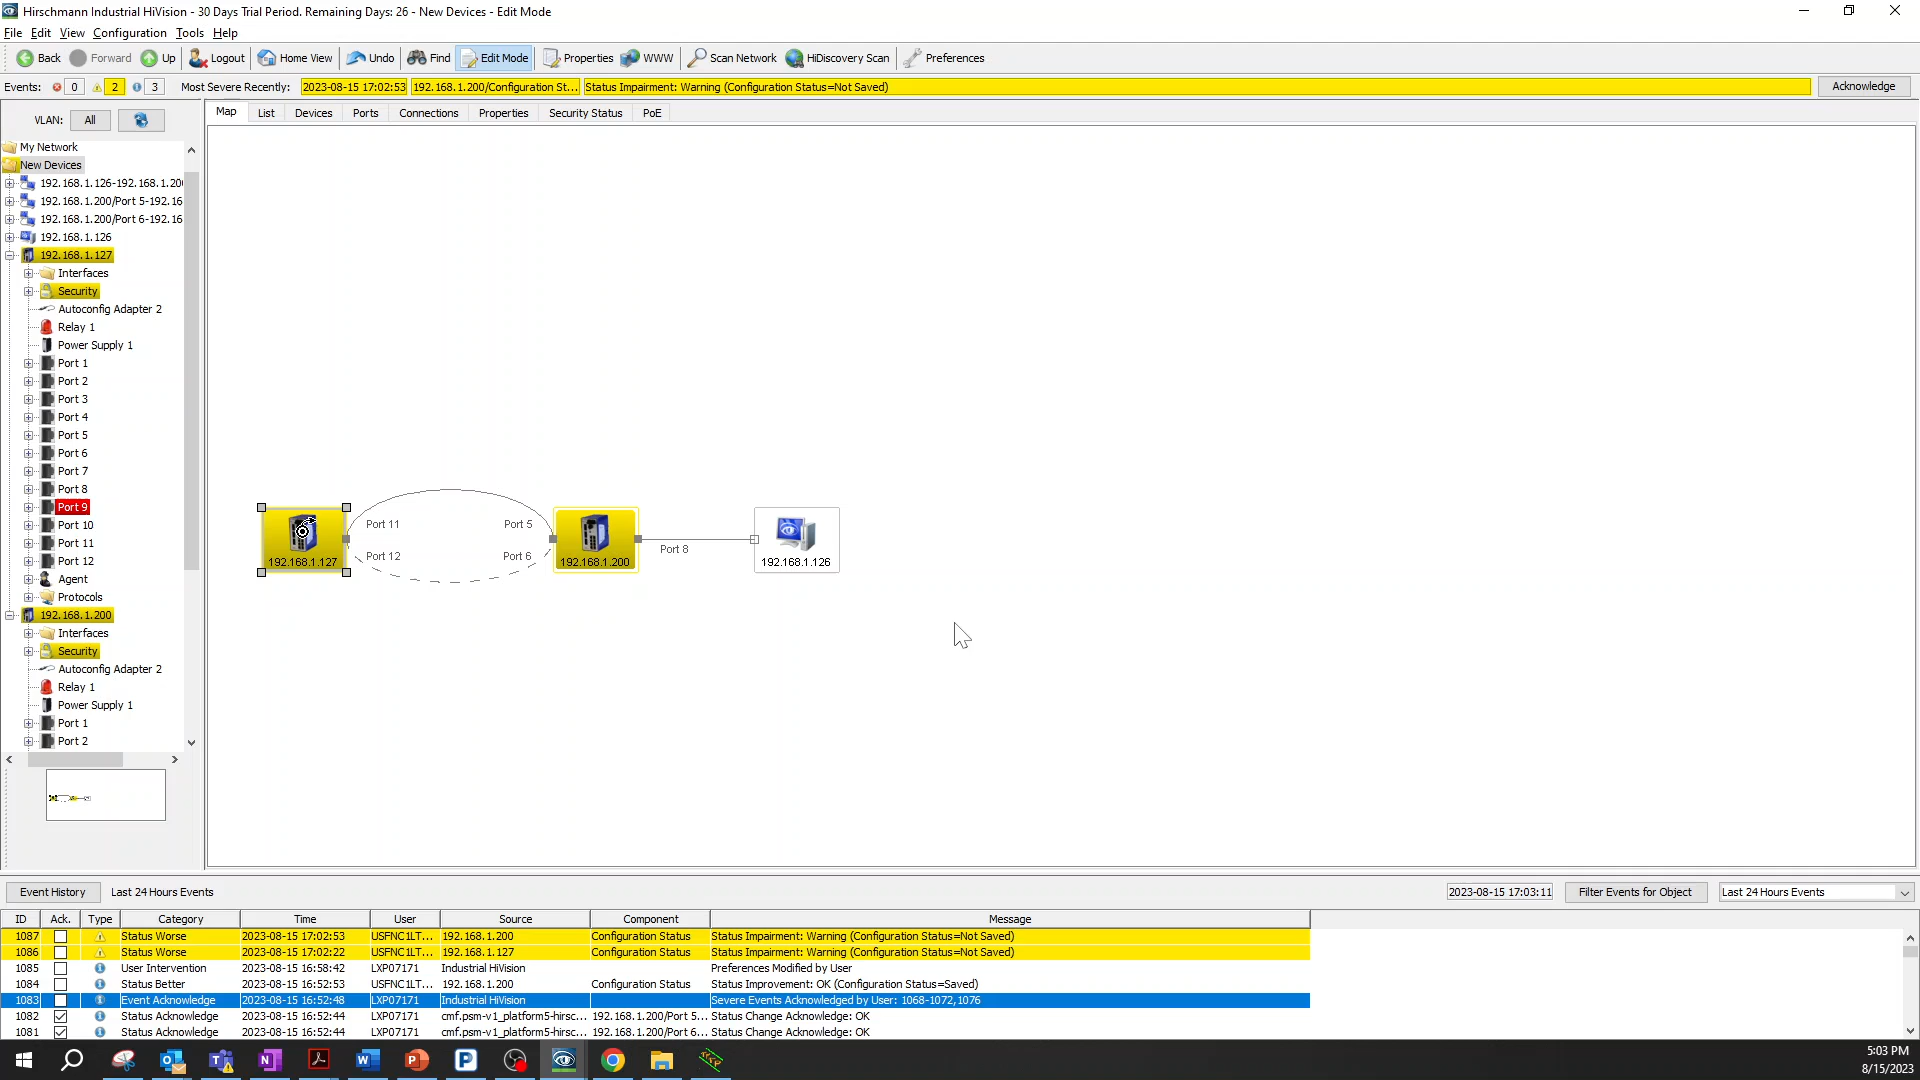 Hirschmann Industrial HiVision - 30 Days Trial Period. Remaining Days: 26 - New Devices - Edit Mode
File Edit View Configuration Tools Help
Back Forward Up Logout Home View Undo Find Edit Mode Properties WWW Scan Network HiDiscovery Scan Preferences
Events: 0 2 3 Most Severe Recently: 2023-08-15 17:02:53 192.168.1.200/Configuration St... Status Impairment: Warning (Configuration Status=Not Saved) Acknowledge
VLAN: All
Map List Devices Ports Connections Properties Security Status PoE
My Network
New Devices
192.168.1.126-192.168.1.20
192.168.1.200/Port 5-192.16
192.168.1.200/Port 6-192.16
192.168.1.126
192.168.1.127
Interfaces
Security
Autoconfig Adapter 2
Relay 1
Power Supply 1
Port 1
Port 2
Port 3
Port 4
Port 5
Port 6
Port 7
Port 8
Port 9
Port 10
Port 11
Port 12
Agent
Protocols
192.168.1.200
Interfaces
Security
Autoconfig Adapter 2
Relay 1
Power Supply 1
Port 1
Port 2
Port 11 Port 5
Port 12 Port 6
Port 8
192.168.1.127 192.168.1.200 192.168.1.126
Event History Last 24 Hours Events 2023-08-15 17:03:11 Filter Events for Object Last 24 Hours Events
ID Ack. Type Category Time User Source Component Message
1087 Status Worse 2023-08-15 17:02:53 USFNC1LT... 192.168.1.200 Configuration Status Status Impairment: Warning (Configuration Status=Not Saved)
1086 Status Worse 2023-08-15 17:02:22 USFNC1LT... 192.168.1.127 Configuration Status Status Impairment: Warning (Configuration Status=Not Saved)
1085 User Intervention 2023-08-15 16:58:42 LXP07171 Industrial HiVision Preferences Modified by User
1084 Status Better 2023-08-15 16:52:53 USFNC1LT... 192.168.1.200 Configuration Status Status Improvement: OK (Configuration Status=Saved)
1083 Event Acknowledge 2023-08-15 16:52:48 LXP07171 Industrial HiVision Severe Events Acknowledged by User: 1068-1072,1076
1082 Status Acknowledge 2023-08-15 16:52:44 LXP07171 cmf.psm-v1_platform5-hirsc... 192.168.1.200/Port 5... Status Change Acknowledge: OK
1081 Status Acknowledge 2023-08-15 16:52:44 LXP07171 cmf.psm-v1_platform5-hirsc... 192.168.1.200/Port 6... Status Change Acknowledge: OK
5:03 PM
8/15/2023